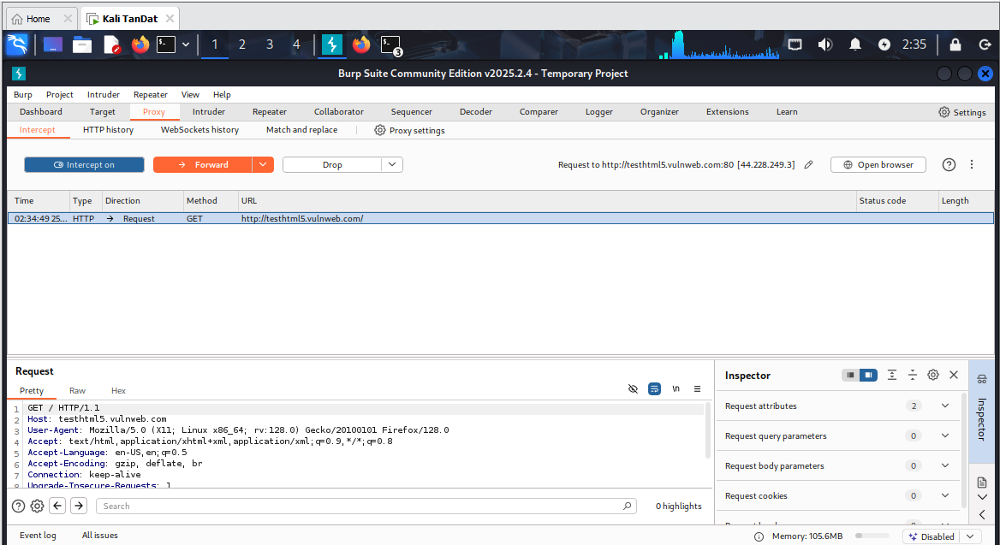 Home Kali TanDat
1 2 3 4 3 2:35
Burp Suite Community Edition v2025.2.4 - Temporary Project
Burp Project Intruder Repeater View Help
Dashboard Target Proxy Intruder Repeater Collaborator Sequencer Decoder Comparer Logger Organizer Extensions Learn Settings
Intercept HTTP history WebSockets history Match and replace Proxy settings
Intercept on Forward Drop Request to http://testhtml5.vulnweb.com:80 [44.228.249.3] Open browser
Time Type Direction Method URL Status code Length
02:34:49 25... HTTP → Request GET http://testhtml5.vulnweb.com/
Request
Pretty Raw Hex \n
1 GET / HTTP/1.1
2 Host: testhtml5.vulnweb.com
3 User-Agent: Mozilla/5.0 (X11; Linux x86_64; rv:128.0) Gecko/20100101 Firefox/128.0
4 Accept: text/html,application/xhtml+xml,application/xml;q=0.9,*/*;q=0.8
5 Accept-Language: en-US,en;q=0.5
6 Accept-Encoding: gzip, deflate, br
7 Connection: keep-alive
8 Upgrade-Insecure-Requests: 1
Search 0 highlights
Inspector
Request attributes 2
Request query parameters 0
Request body parameters 0
Request cookies 0
Inspector
Event log All issues Memory: 105.6MB Disabled